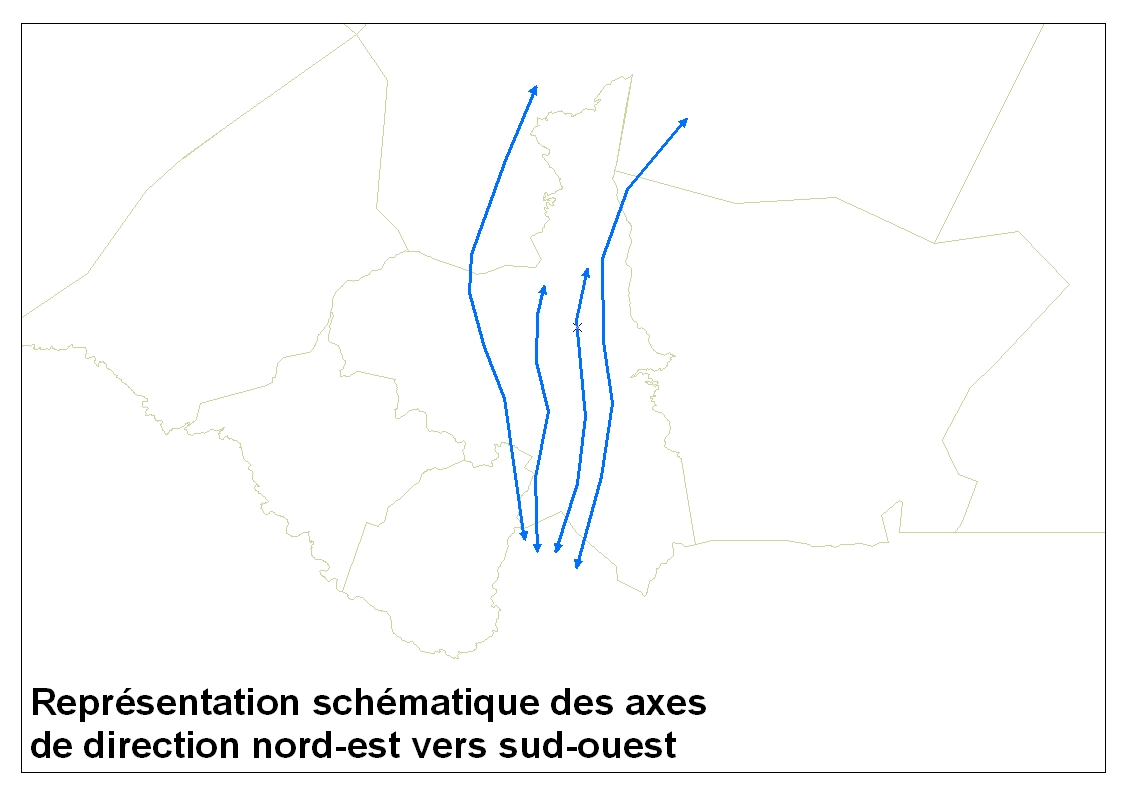 Représentation schématique des axes
de direction nord-est vers sud-ouest